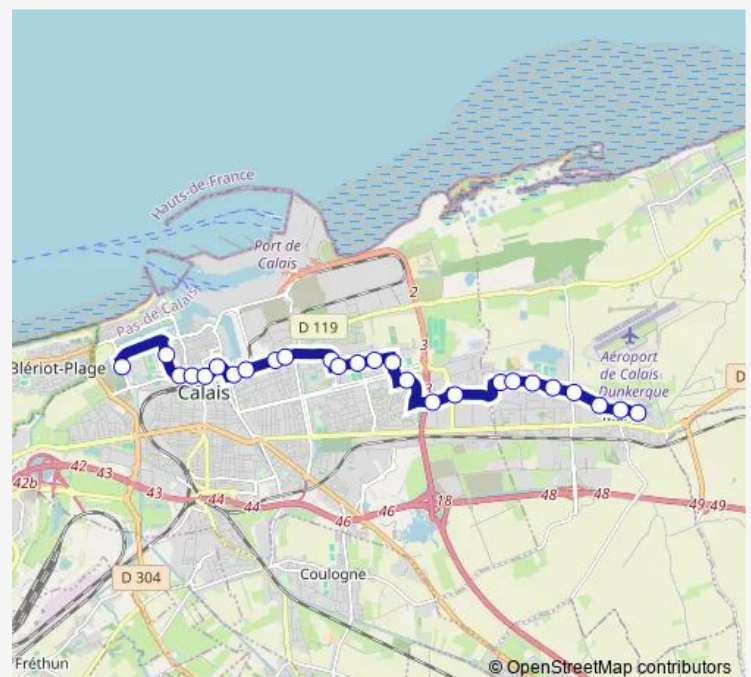 Hauts-de-France
Port de
Calais
Pas-de-Calais
2
D 119
3
Blériot-Plage
Aéroport
de Calais
Dunkerque
D
3
Calais
42
43
42b
43
44
44
46
46
18
48
48
49
49
D 304
Coulogne
Fréthun
© OpenStreetMap contributors